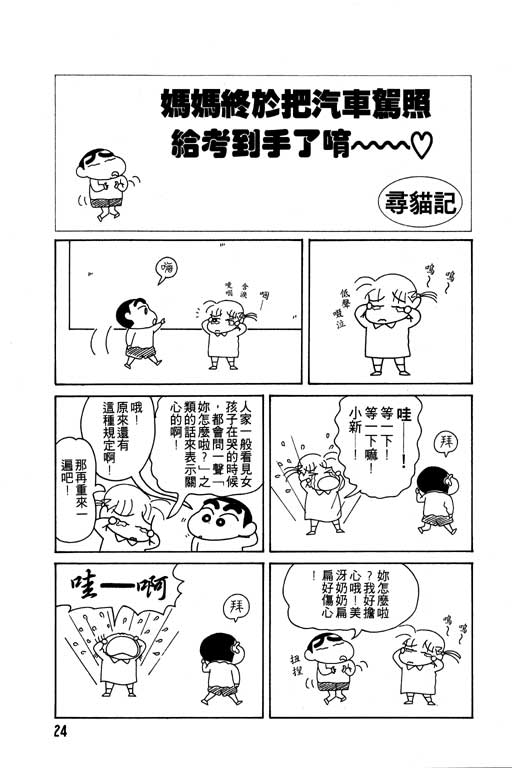 媽媽終於把汽車駕照
給考到手了唷~~~~♡
尋貓記
嗚~
嗚~
低聲啜泣
嗨
含淚
哇啦
拜
哇——!
等一下!
等一下嘛!
小新!!
人家一般看見女
孩子在哭的時候
,都會問一聲「
妳怎麼啦?」之
類的話來表示關
心的啊!
哦!
原來還有
這種規定啊!
那再重來一
遍吧!
嗚~
嗚~
妳怎麼啦
?我好擔
心哦!美
冴奶奶扁
扁好傷心
!
扭捏
拜
哇——啊
24